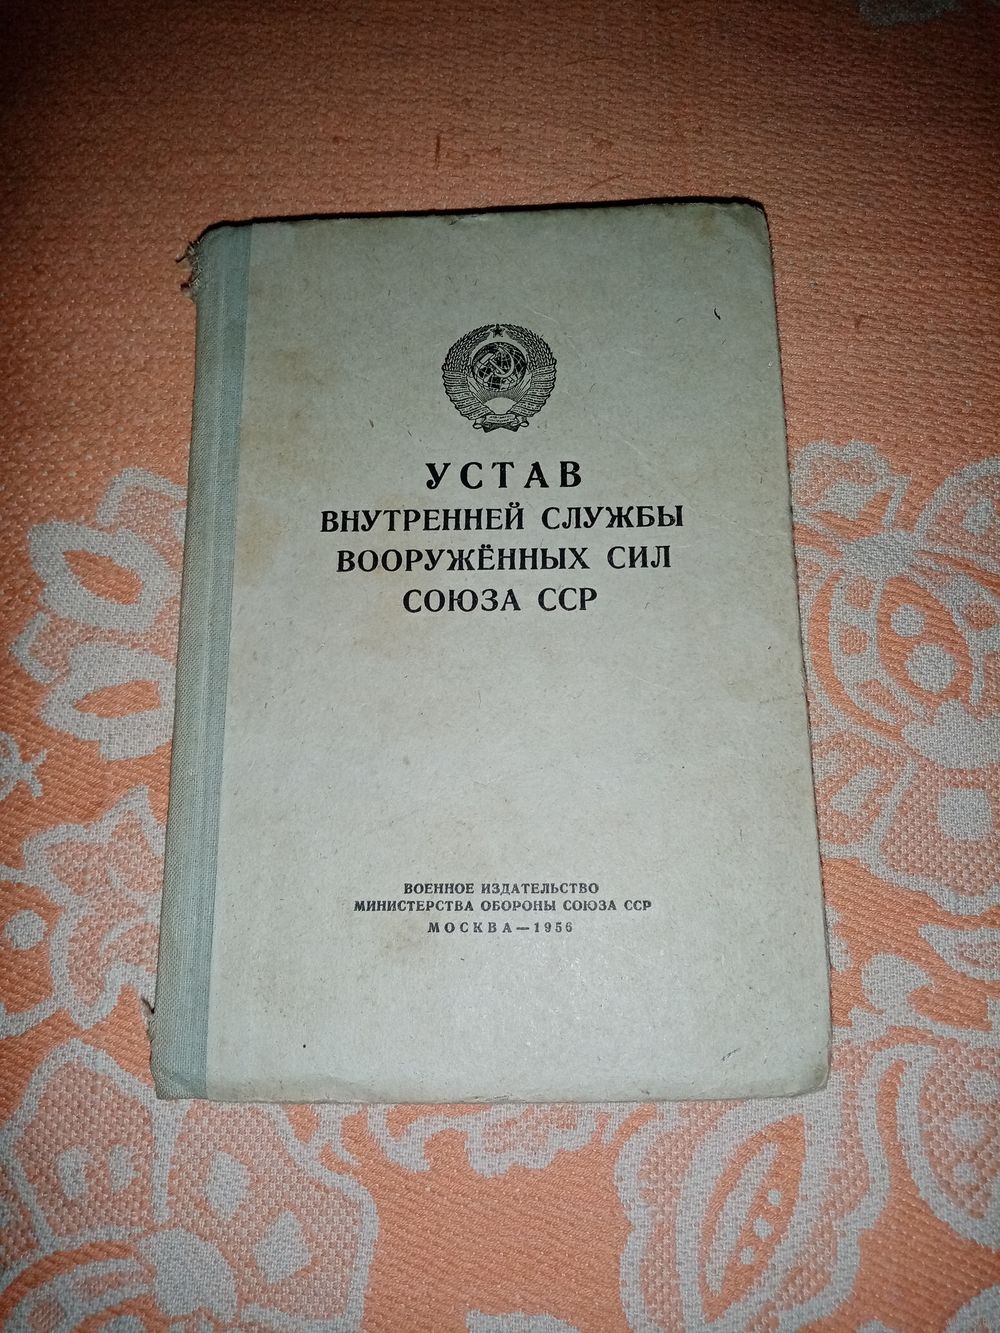 УСТАВ
ВНУТРЕННЕЙ СЛУЖБЫ
ВООРУЖЁННЫХ СИЛ
СОЮЗА ССР
ВОЕННОЕ ИЗДАТЕЛЬСТВО
МИНИСТЕРСТВА ОБОРОНЫ СОЮЗА ССР
МОСКВА—1956